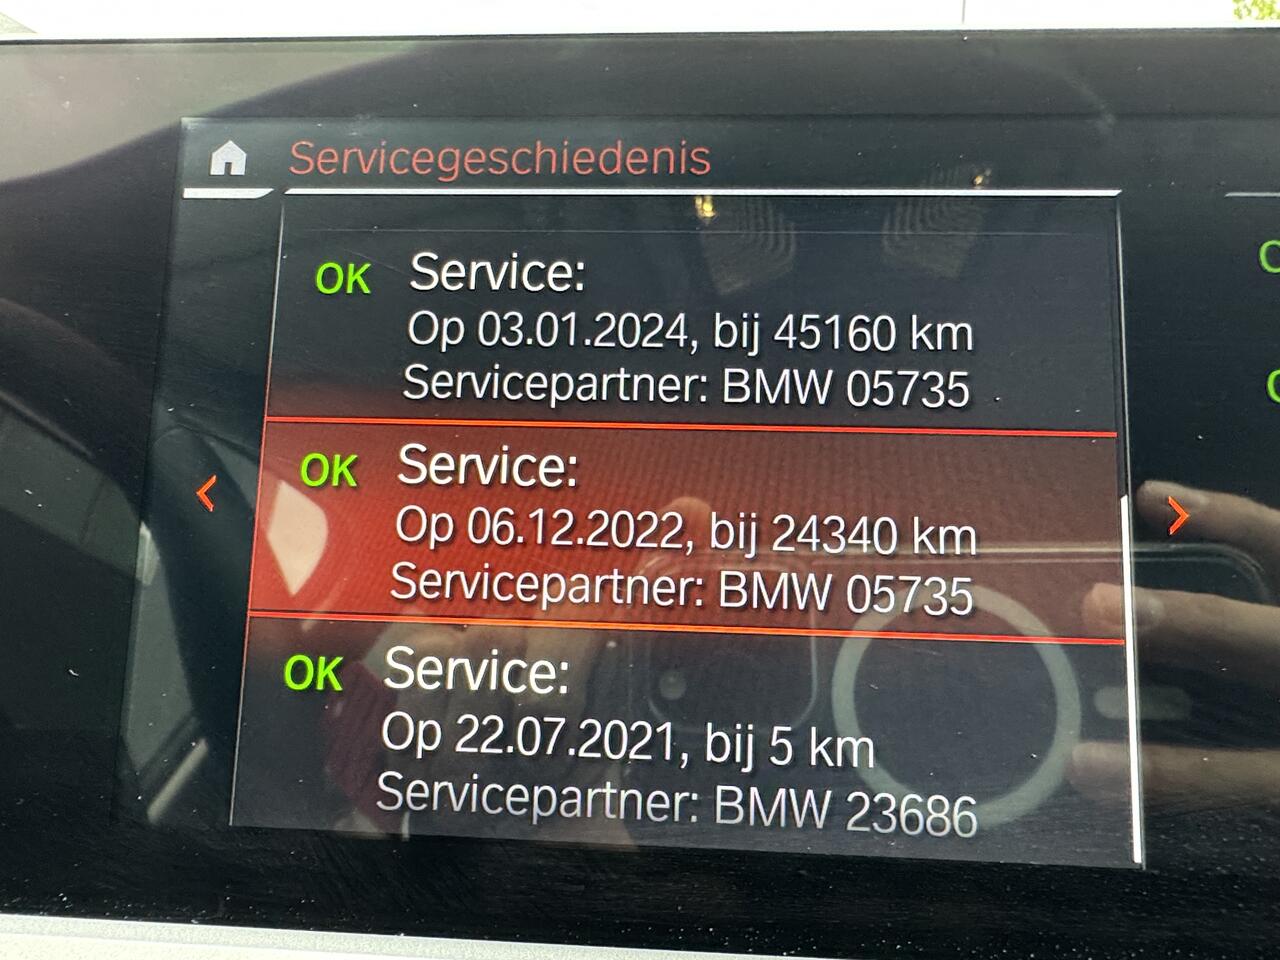 Servicegeschiedenis
OK Service:
Op 03.01.2024, bij 45160 km
Servicepartner: BMW 05735
OK Service:
Op 06.12.2022, bij 24340 km
Servicepartner: BMW 05735
OK Service:
Op 22.07.2021, bij 5 km
Servicepartner: BMW 23686